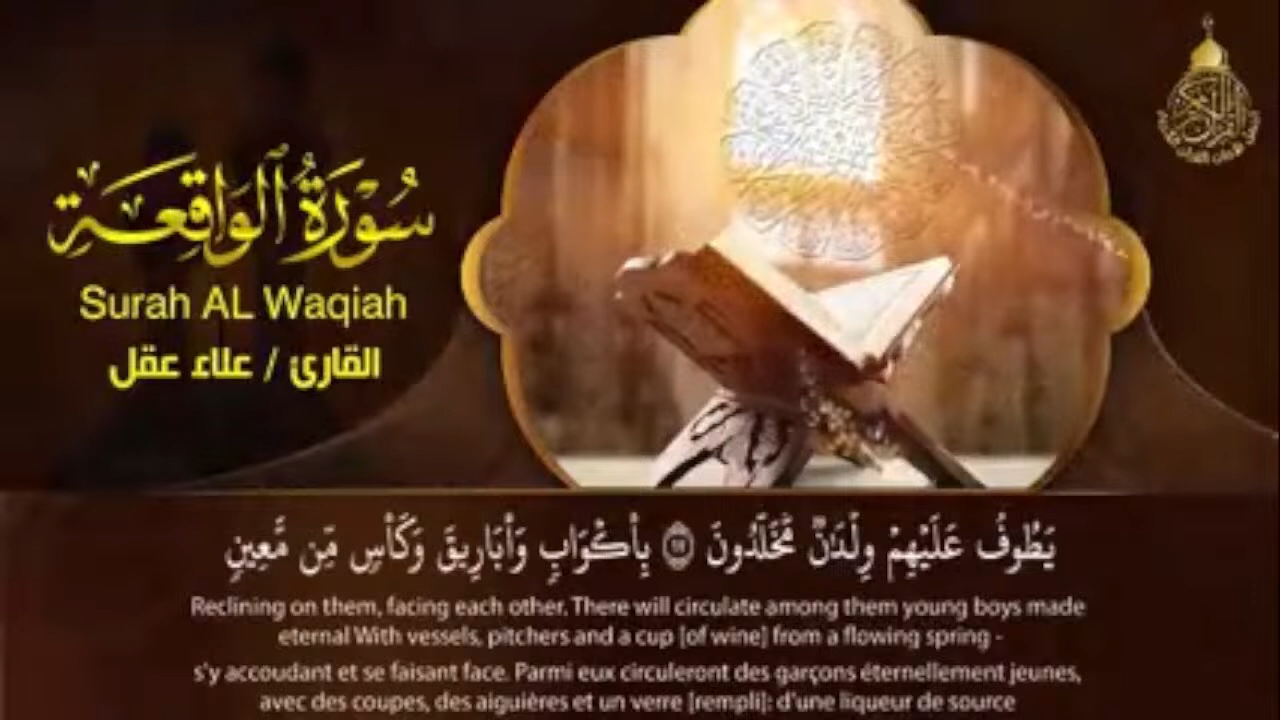 سُورَةُ ٱلْوَاقِعَةِ
Surah AL Waqiah
القارئ / علاء عقل
يَطُوفُ عَلَيْهِمْ وِلْدَٰنٌ مُّخَلَّدُونَ ۝١٧ بِأَكْوَابٍ وَأَبَارِيقَ وَكَأْسٍ مِّن مَّعِينٍ
Reclining on them, facing each other. There will circulate among them young boys made
eternal With vessels, pitchers and a cup [of wine] from a flowing spring -
s'y accoudant et se faisant face. Parmi eux circuleront des garçons éternellement jeunes,
avec des coupes, des aiguières et un verre [rempli]: d'une liqueur de source